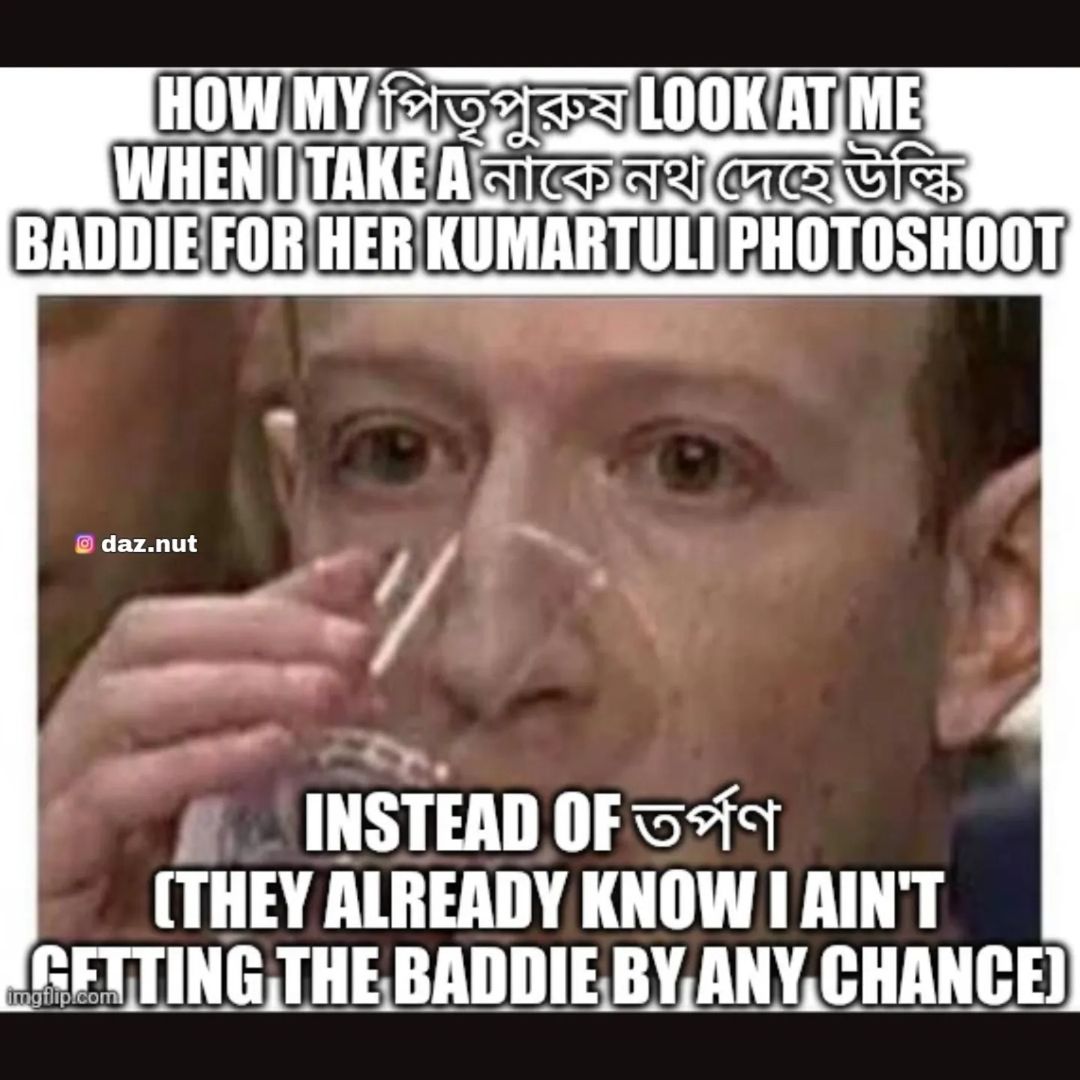 HOW MY পিতৃপুরুষ LOOK AT ME
WHEN I TAKE A নাকে নথ দেহে উল্কি
BADDIE FOR HER KUMARTULI PHOTOSHOOT
daz.nut
INSTEAD OF তর্পণ
(THEY ALREADY KNOW I AIN'T
GETTING THE BADDIE BY ANY CHANCE)
imgflip.com